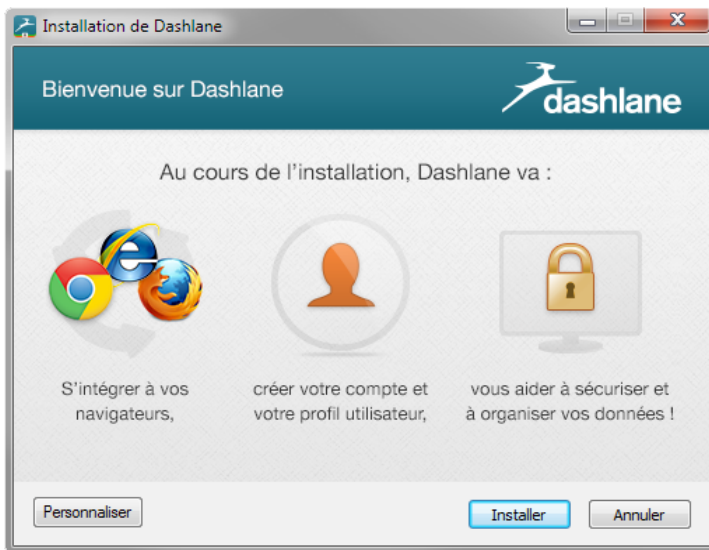 Installation de Dashlane
Bienvenue sur Dashlane
dashlane
Au cours de l'installation, Dashlane va :
S'intégrer à vos
navigateurs,
créer votre compte et
votre profil utilisateur,
vous aider à sécuriser et
à organiser vos données !
Personnaliser
Installer
Annuler